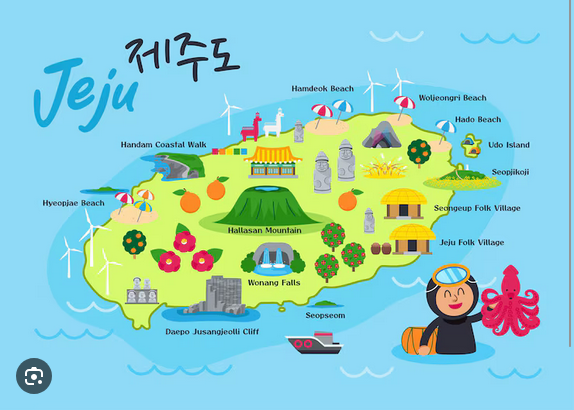 Jeju
제주도
Hamdeok Beach
Woljeongri Beach
Hado Beach
Handam Coastal Walk
Udo Island
Seopjikoji
Hyeopjae Beach
Seongeup Folk Village
Hallasan Mountain
Jeju Folk Village
Wonang Falls
Seopseom
Daepo Jusangjeolli Cliff